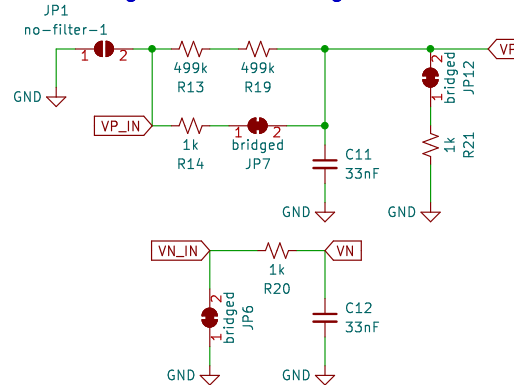 JP1
no-filter-1
1 2
499k
R13
499k
R19
VP
2
bridged
JP12
1
GND
VP_IN
1k
R14
1 2
bridged
JP7
1k
R21
C11
33nF
GND
GND
VN_IN
1k
R20
VN
2
bridged
JP6
1
C12
33nF
GND
GND